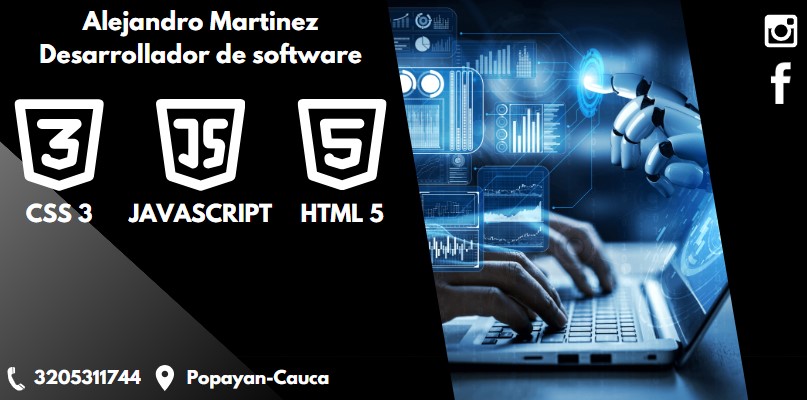 Alejandro Martinez
Desarrollador de software
3 JS 5
CSS 3 JAVASCRIPT HTML 5
3205311744 Popayan-Cauca